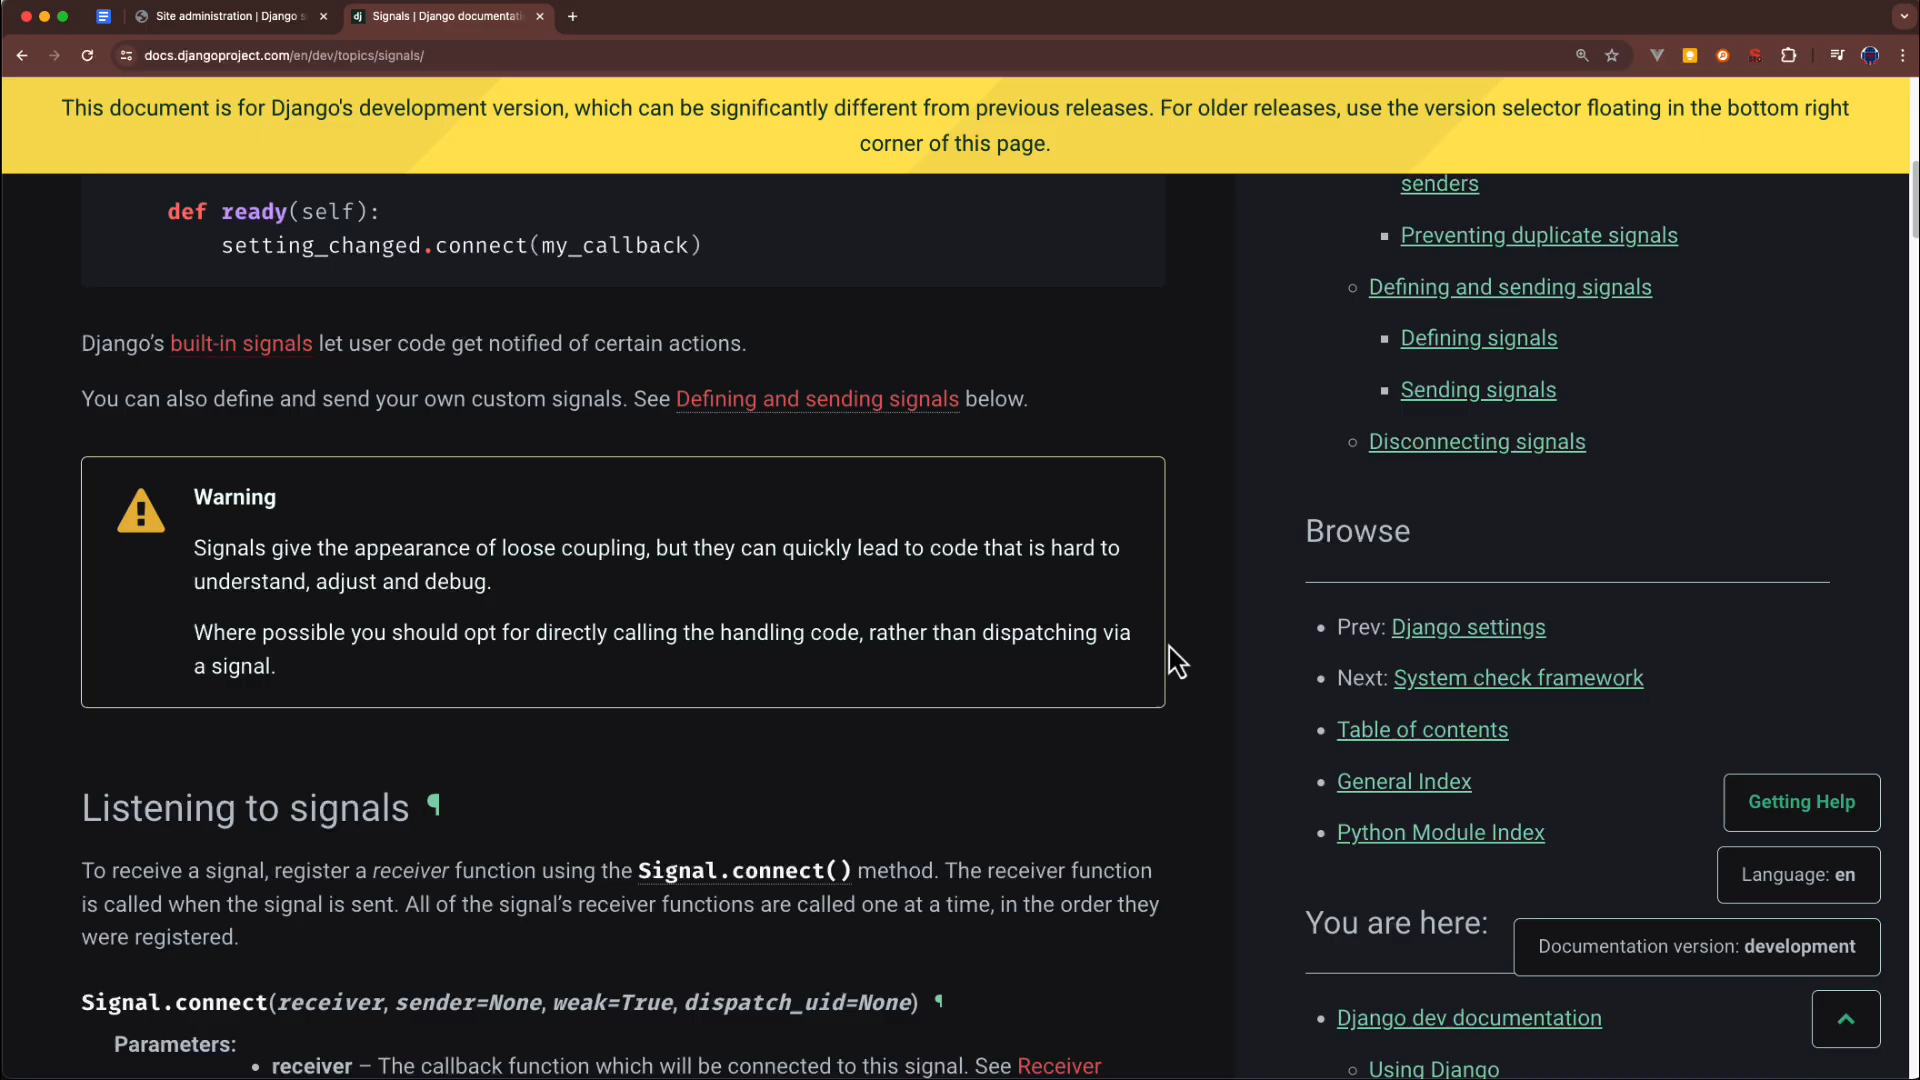 Site administration | Django s
Signals | Django documentati
docs.djangoproject.com/en/dev/topics/signals/
This document is for Django's development version, which can be significantly different from previous releases. For older releases, use the version selector floating in the bottom right
corner of this page.
def ready(self):
setting_changed.connect(my_callback)
Django’s built-in signals let user code get notified of certain actions.
You can also define and send your own custom signals. See Defining and sending signals below.
Warning
Signals give the appearance of loose coupling, but they can quickly lead to code that is hard to
understand, adjust and debug.
Where possible you should opt for directly calling the handling code, rather than dispatching via
a signal.
Listening to signals ¶
To receive a signal, register a receiver function using the Signal.connect() method. The receiver function
is called when the signal is sent. All of the signal’s receiver functions are called one at a time, in the order they
were registered.
Signal.connect(receiver, sender=None, weak=True, dispatch_uid=None) ¶
Parameters:
• receiver – The callback function which will be connected to this signal. See Receiver
senders
Preventing duplicate signals
Defining and sending signals
Defining signals
Sending signals
Disconnecting signals
Browse
Prev: Django settings
Next: System check framework
Table of contents
General Index
Python Module Index
You are here:
Django dev documentation
Using Django
Getting Help
Language: en
Documentation version: development